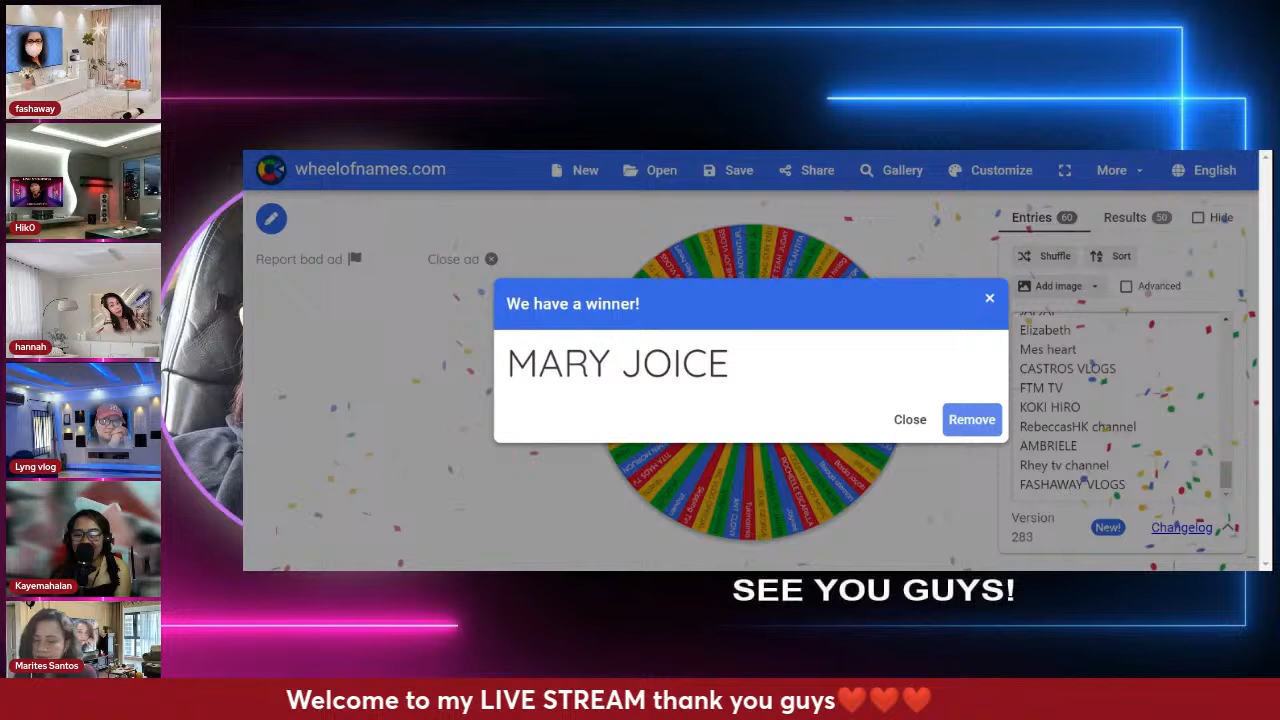 fashaway
Hik0
hannah
Lyng vlog
Kayemahalan
Marites Santos
wheelofnames.com
New
Open
Save
Share
Gallery
Customize
More
English
Report bad ad
Close ad
Entries 60
Results 50
Hide
Shuffle
Sort
Add image
Advanced
Elizabeth
Mes heart
CASTROS VLOGS
FTM TV
KOKI HIRO
RebeccasHK channel
AMBRIELE
Rhey tv channel
FASHAWAY VLOGS
Version 283
New!
Changelog
We have a winner!
MARY JOICE
Close
Remove
SEE YOU GUYS!
Welcome to my LIVE STREAM thank you guys❤️❤️❤️